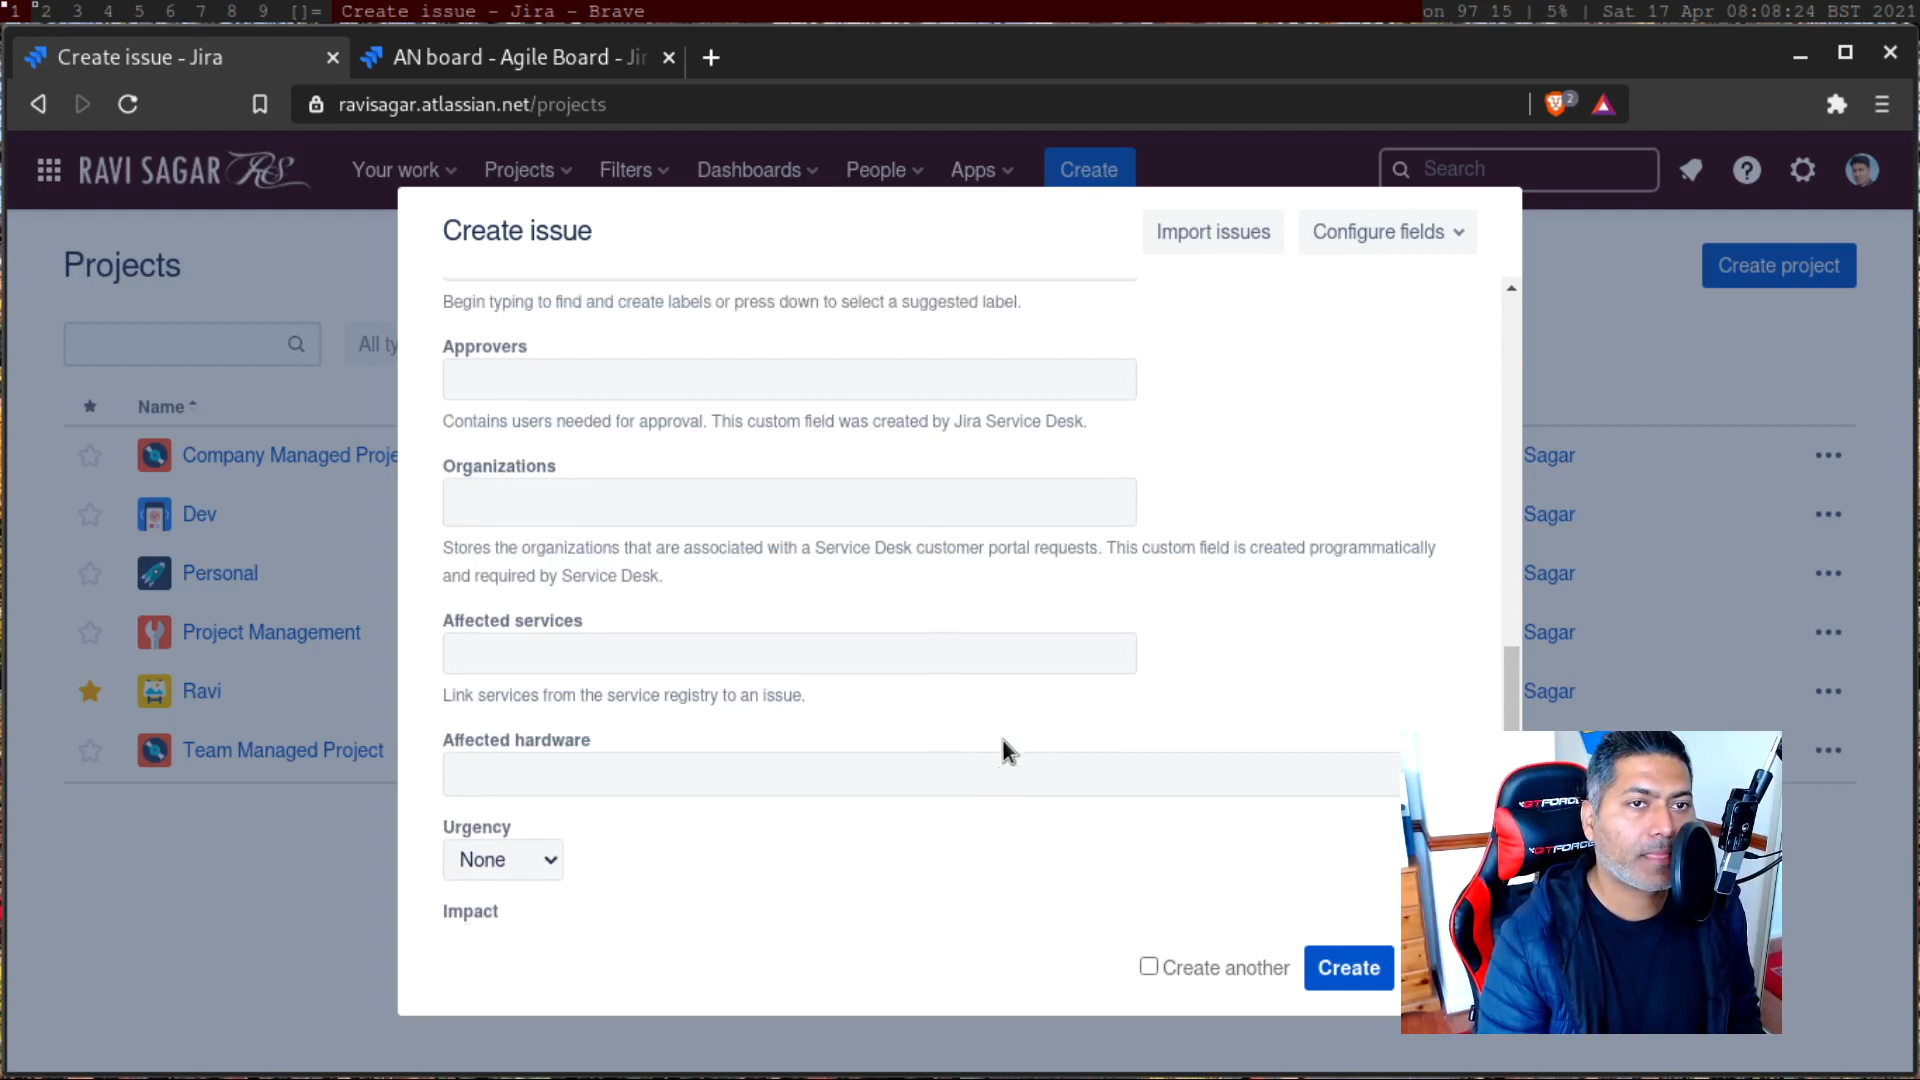 1 2 3 4 5 6 7 8 9 []= Create issue - Jira - Brave on 97 15 | 5% | Sat 17 Apr 08:08:24 BST 2021
Create issue - Jira
AN board - Agile Board - Jir
ravisagar.atlassian.net/projects
2
RAVI SAGAR RS
Your work Projects Filters Dashboards People Apps Create
Search
Projects
Create project
All ty
Name
Company Managed Proje
Dev
Personal
Project Management
Ravi
Team Managed Project
Create issue
Import issues
Configure fields
Begin typing to find and create labels or press down to select a suggested label.
Approvers
Contains users needed for approval. This custom field was created by Jira Service Desk.
Organizations
Stores the organizations that are associated with a Service Desk customer portal requests. This custom field is created programmatically
and required by Service Desk.
Affected services
Link services from the service registry to an issue.
Affected hardware
Urgency
None
Impact
Create another
Create
Sagar
Sagar
Sagar
Sagar
Sagar
GTFORCE
GTFORCE